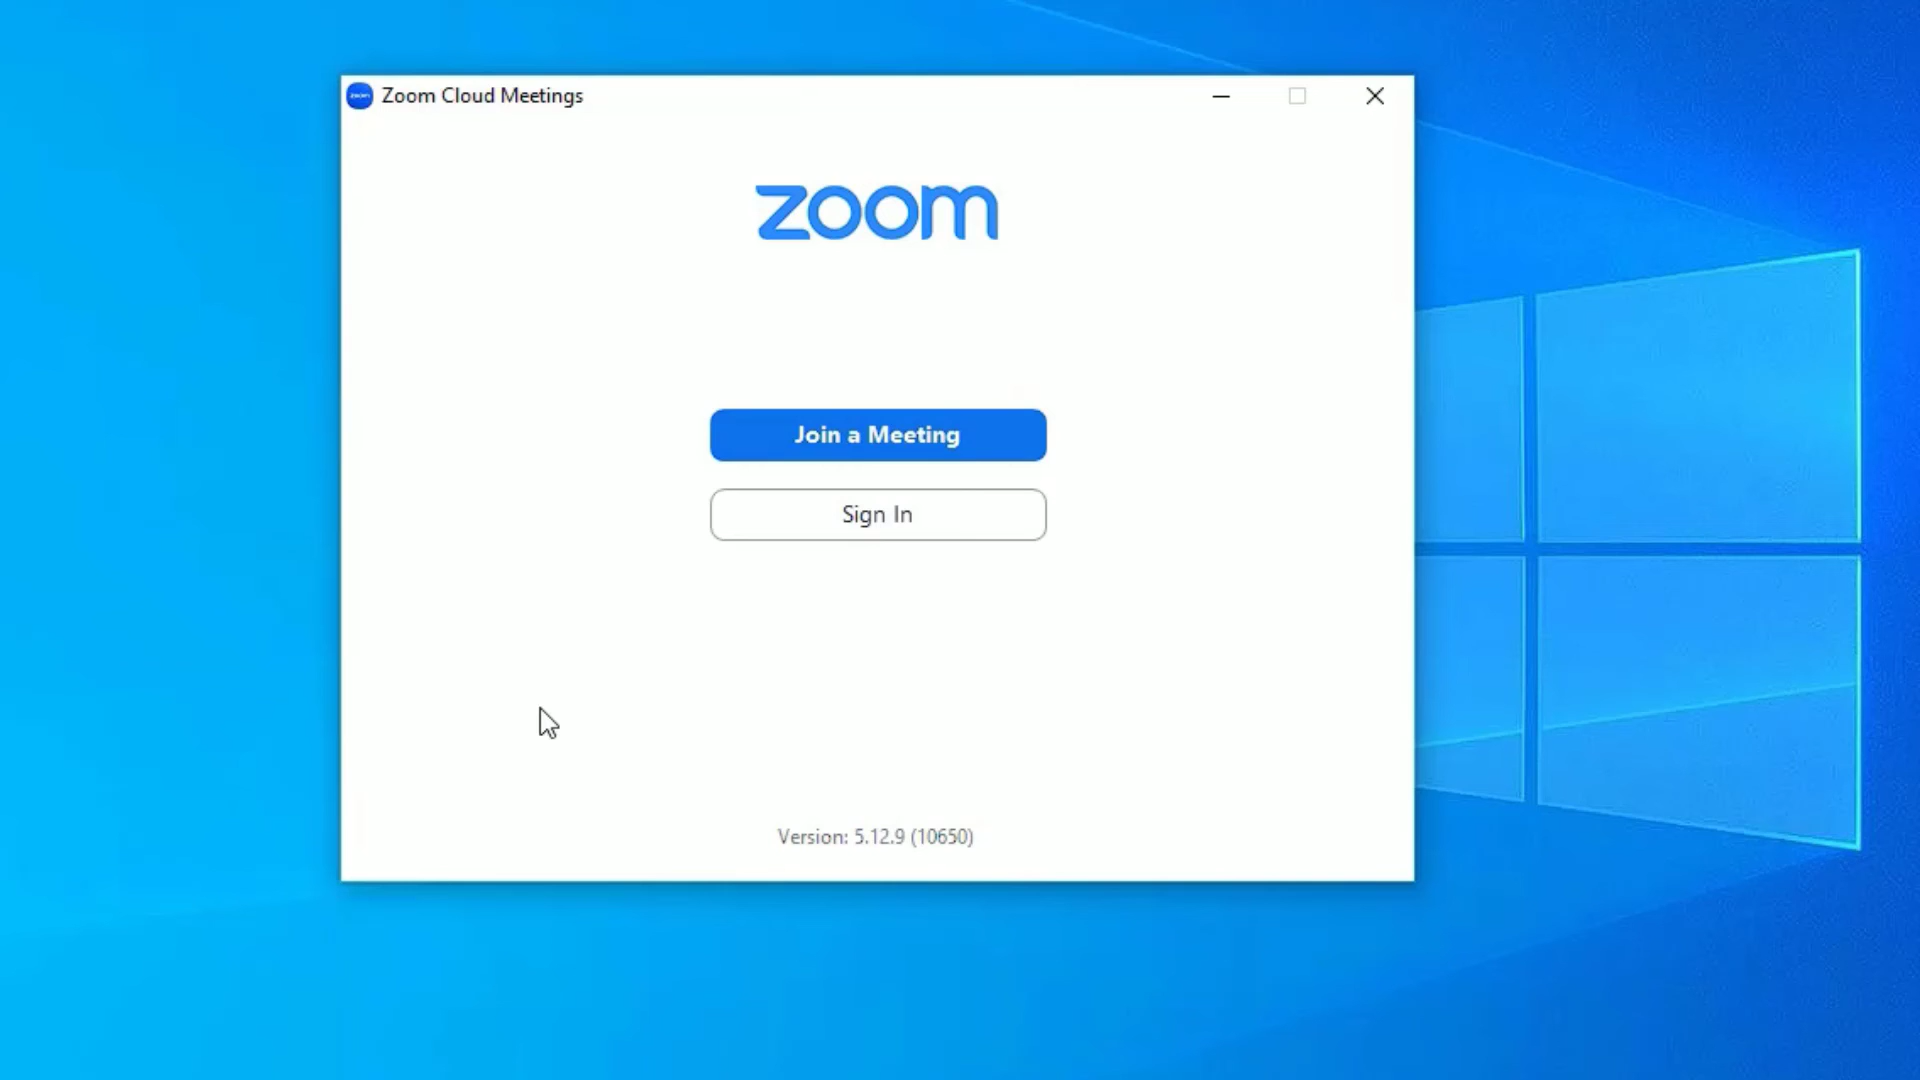 Zoom Cloud Meetings
zoom
Join a Meeting
Sign In
Version: 5.12.9 (10650)